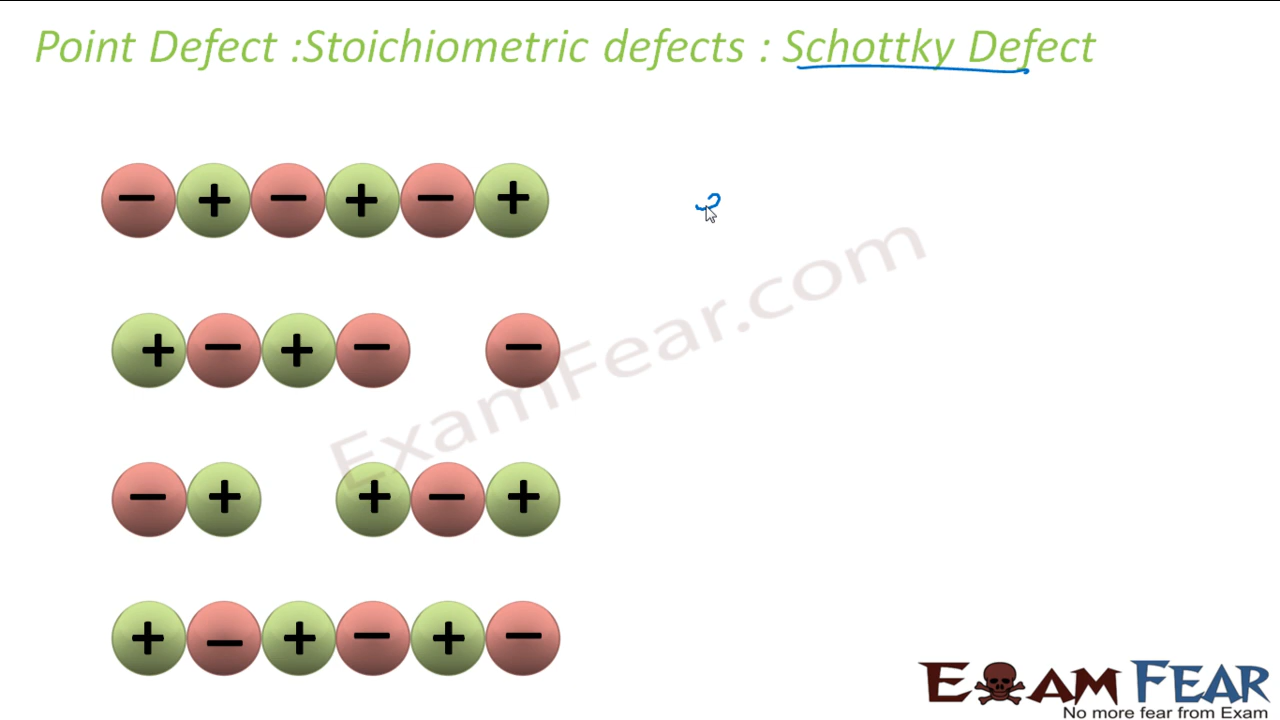 Point Defect :Stoichiometric defects : Schottky Defect
− + − + − +
+ − + − −
− + + − +
+ − + − + −
ExamFear.com
EXAM FEAR
No more fear from Exam